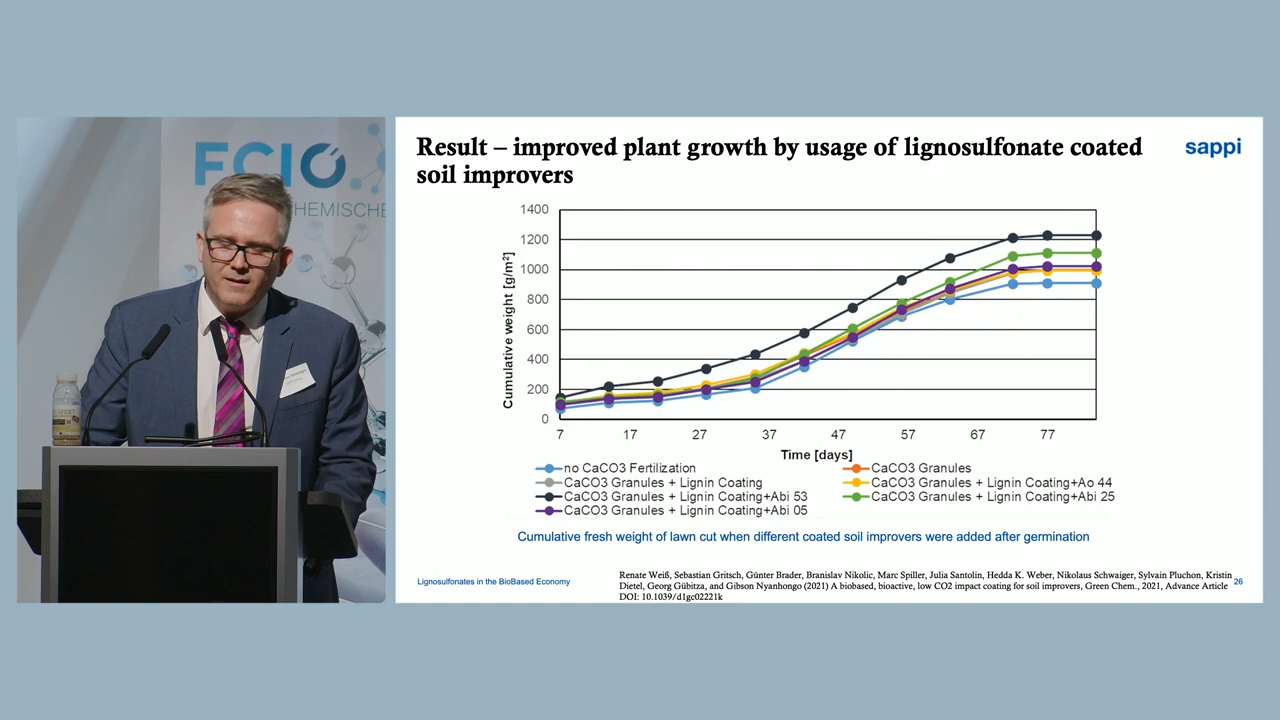 FCIO
HEMISCHE
Result – improved plant growth by usage of lignosulfonate coated
soil improvers
sappi
1400
1200
1000
800
600
400
200
0
Cumulative weight [g/m²]
7 17 27 37 47 57 67 77
Time [days]
no CaCO3 Fertilization
CaCO3 Granules
CaCO3 Granules + Lignin Coating
CaCO3 Granules + Lignin Coating+Ao 44
CaCO3 Granules + Lignin Coating+Abi 53
CaCO3 Granules + Lignin Coating+Abi 25
CaCO3 Granules + Lignin Coating+Abi 05
Cumulative fresh weight of lawn cut when different coated soil improvers were added after germination
Lignosulfonates in the BioBased Economy
Renate Weiß, Sebastian Gritsch, Günter Brader, Branislav Nikolic, Marc Spiller, Julia Santolin, Hedda K. Weber, Nikolaus Schwaiger, Sylvain Pluchon, Kristin
Dietel, Georg Gübitz, and Gibson Nyanhongo (2021) A biobased, bioactive, low CO2 impact coating for soil improvers, Green Chem., 2021, Advance Article
DOI: 10.1039/d1gc02221k
26